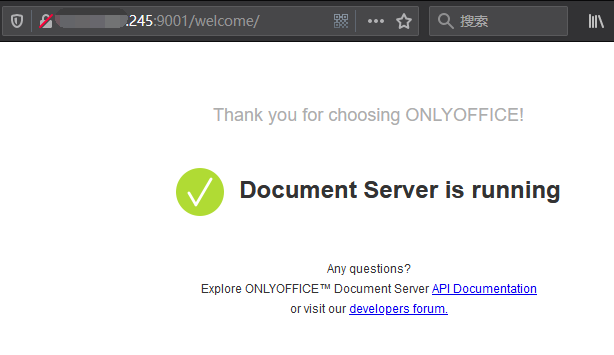 .245:9001/welcome/
搜索
Thank you for choosing ONLYOFFICE!
Document Server is running
Any questions?
Explore ONLYOFFICE™ Document Server API Documentation
or visit our developers forum.